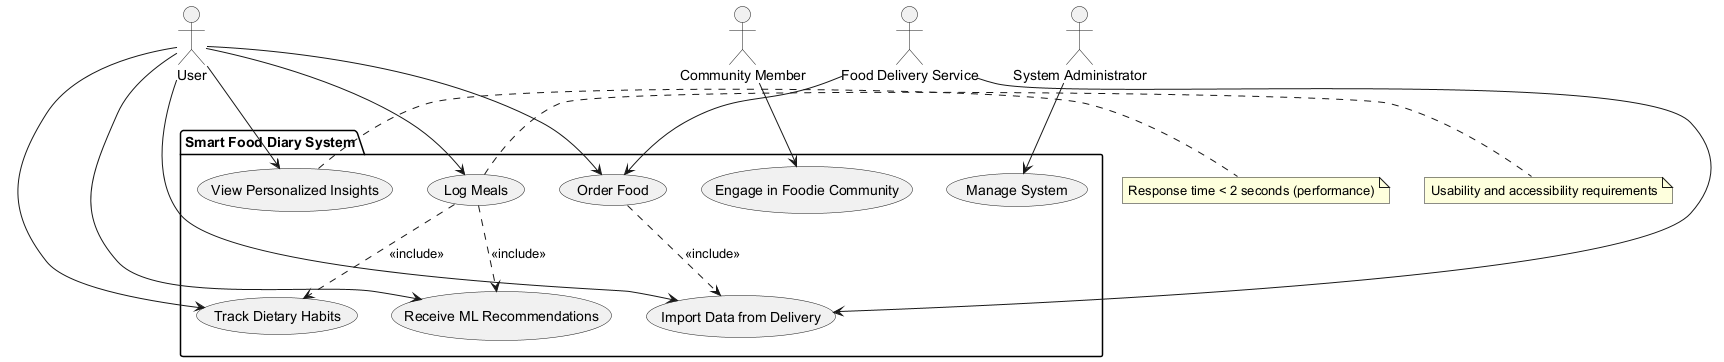 User
Community Member
Food Delivery Service
System Administrator
Smart Food Diary System
View Personalized Insights
Log Meals
Order Food
Engage in Foodie Community
Manage System
Response time < 2 seconds (performance)
Usability and accessibility requirements
«include»
«include»
«include»
Track Dietary Habits
Receive ML Recommendations
Import Data from Delivery